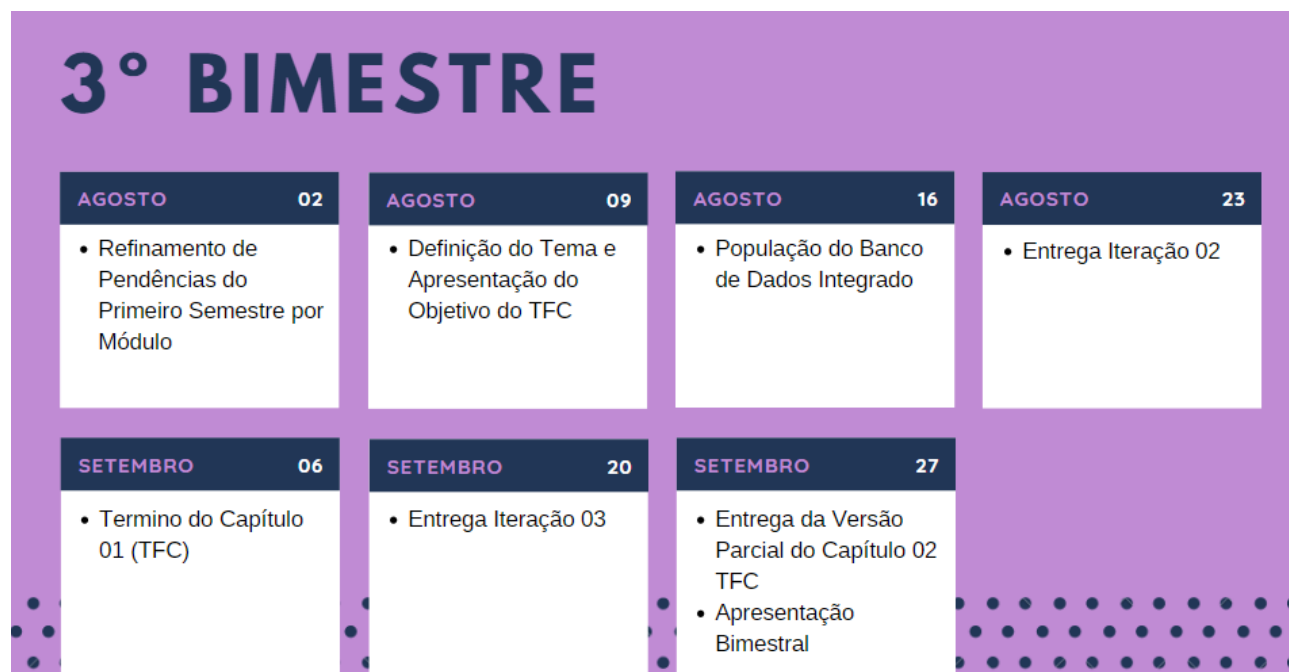 3º BIMESTRE
AGOSTO 02
• Refinamento de
Pendências do
Primeiro Semestre por
Módulo
AGOSTO 09
• Definição do Tema e
Apresentação do
Objetivo do TFC
AGOSTO 16
• População do Banco
de Dados Integrado
AGOSTO 23
• Entrega Iteração 02
SETEMBRO 06
• Termino do Capítulo
01 (TFC)
SETEMBRO 20
• Entrega Iteração 03
SETEMBRO 27
• Entrega da Versão
Parcial do Capítulo 02
TFC
• Apresentação
Bimestral